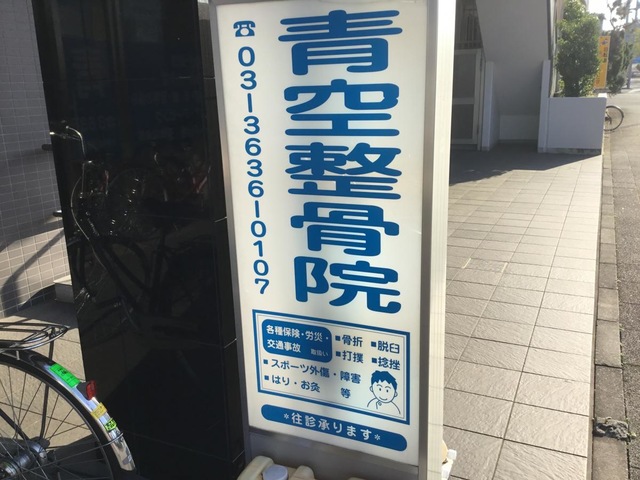 青空整骨院
☎03-3636-0107
各種保険・労災・
交通事故 取扱い
■骨折 ■脱臼
■打撲 ■捻挫
■スポーツ外傷・障害
■はり・お灸 等
*往診承ります*